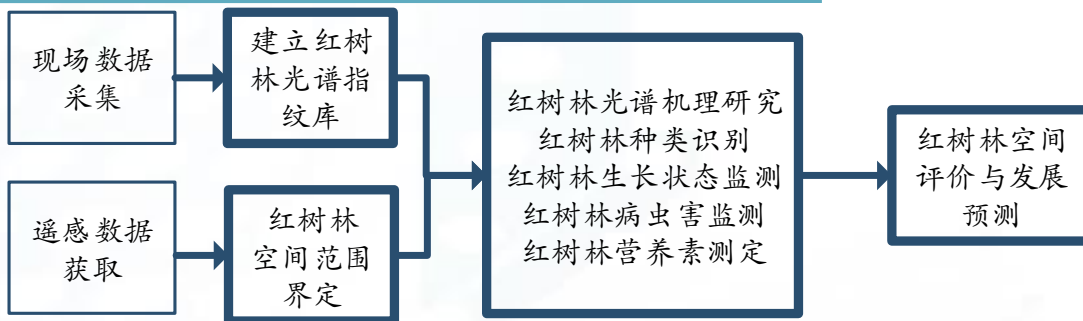 现场数据
采集
建立红树
林光谱指
纹库
遥感数据
获取
红树林
空间范围
界定
红树林光谱机理研究
红树林种类识别
红树林生长状态监测
红树林病虫害监测
红树林营养素测定
红树林空间
评价与发展
预测